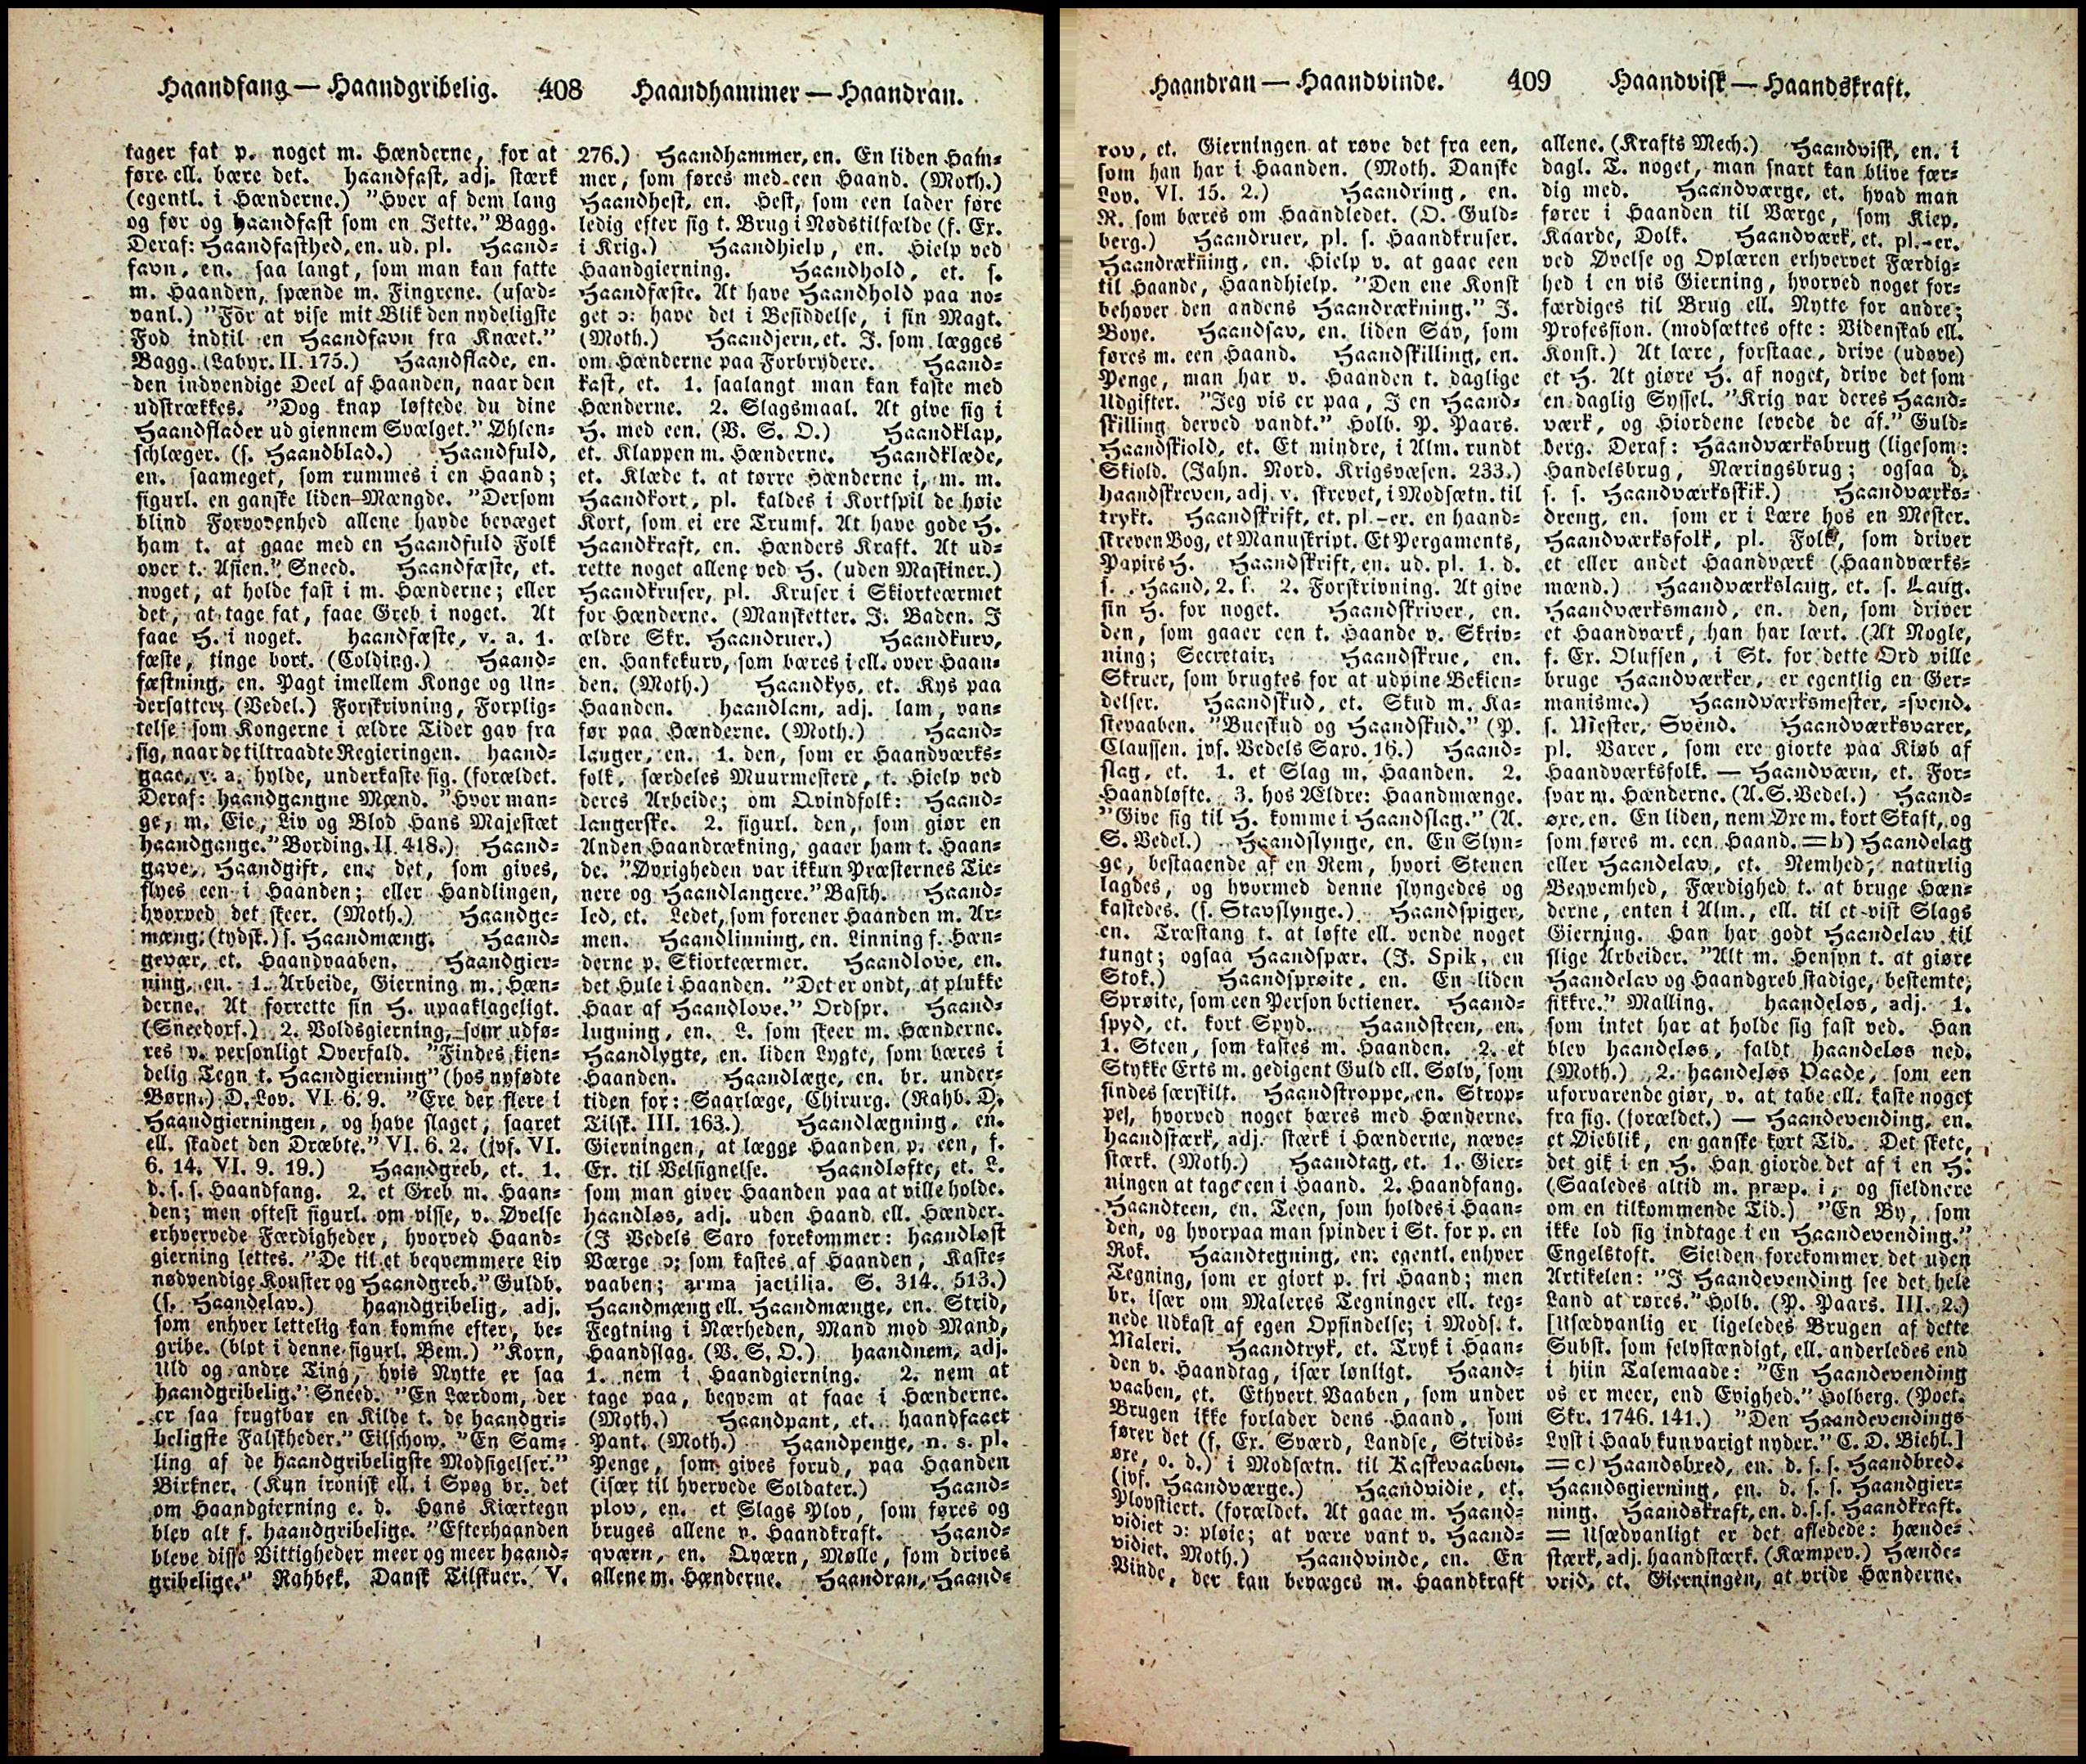 Haandfang — Haandgribelig. 408 Haandhammer — Haandran.
tager fat p. noget m. Hænderne, for at
føre ell. bære det. haandfast, adj. stærk
(egentl. i Hænderne.) "Hver af dem lang
og før og haandfast som en Jette." Bagg.
Deraf: Haandfasthed, en. ud. pl. Haand-
favn, en. saa langt, som man kan fatte
m. Haanden, spænde m. Fingrene. (usæd-
vanl.) "For at vise mit Blik den nydeligste
Fod indtil en Haandfavn fra Knæet."
Bagg. (Labyr. II. 175.) Haandflade, en.
den indvendige Deel af Haanden, naar den
udstrækkes. "Dog knap løftede du dine
Haandflader ud giennem Svælget." Øhlen-
schlæger. (s. Haandblad.) Haandfuld,
en. saameget, som rummes i en Haand;
figurl. en ganske liden Mængde. "Dersom
blind Forvovenhed allene havde bevæget
ham t. at gaae med en Haandfuld Folk
over t. Asien." Sneed. Haandfæste, et.
noget, at holde fast i m. Hænderne; eller
det, at tage fat, faae Greb i noget. At
faae H. i noget. haandfæste, v. a. 1.
fæste, tinge bort. (Colding.) Haand-
fæstning, en. Pagt imellem Konge og Un-
dersatter; (Vedel.) Forskrivning, Forplig-
telse som Kongerne i ældre Tider gav fra
sig, naar de tiltraadte Regieringen. haand-
gaae, v. a. hylde, underkaste sig. (forældet.
Deraf: haandgangne Mænd. "Hvor man-
ge, m. Eie, Liv og Blod Hans Majestæt
haandgange." Bording. II. 418.) Haand-
gave, Haandgift, en. det, som gives,
flyes een i Haanden; eller Handlingen,
hvorved det skeer. (Moth.) Haandge-
mæng, (tydsk.) s. Haandmæng. Haand-
gevær, et. Haandvaaben. Haandgier-
ning, en. 1. Arbeide, Gierning m. Hæn-
derne. At forrette sin H. upaaklageligt.
(Sneedorf.) 2. Voldsgierning, som udfø-
res v. personligt Overfald. "Findes kien-
delig Tegn t. Haandgierning" (hos nyfødte
Børn.) D. Lov. VI. 6. 9. "Ere der flere i
Haandgierningen, og have slaget, saaret
ell. skadet den Dræbte." VI. 6. 2. (jvf. VI.
6. 14. VI. 9. 19.) Haandgreb, et. 1.
d. s. s. Haandfang. 2. et Greb m. Haan-
den; men oftest figurl. om visse, v. Øvelse
erhvervede Færdigheder, hvorved Haand-
gierning lettes. "De til et beqvemmere Liv
nødvendige Konster og Haandgreb." Guldb.
(s. Haandelav.) haandgribelig, adj.
som enhver lettelig kan komme efter, be-
gribe. (blot i denne figurl. Bem.) "Korn,
Uld og andre Ting, hvis Nytte er saa
haandgribelig." Sneed. "En Lærdom, der
er saa frugtbar en Kilde t. de haandgri-
beligste Falskheder." Eilschow. "En Sam-
ling af de haandgribeligste Modsigelser."
Birkner. (Kun ironisk ell. i Spøg br. det
om Haandgierning e. d. Hans Kiærtegn
blev alt f. haandgribelige. "Efterhaanden
bleve disse Vittigheder meer og meer haand-
gribelige." Rahbek. Dansk Tilskuer. V.
276.) Haandhammer, en. En liden Ham-
mer, som føres med een Haand. (Moth.)
Haandhest, en. Hest, som een lader føre
ledig efter sig t. Brug i Nødstilfælde (f. Ex.
i Krig.) Haandhielp, en. Hielp ved
Haandgierning. Haandhold, et. s.
Haandfæste. At have Haandhold paa no-
get ɔ: have det i Besiddelse, i sin Magt.
(Moth.) Haandjern, et. J. som lægges
om Hænderne paa Forbrydere. Haand-
kast, et. 1. saalangt man kan kaste med
Hænderne. 2. Slagsmaal. At give sig i
H. med een. (V. S. O.) Haandklap,
et. Klappen m. Hænderne. Haandklæde,
et. Klæde t. at tørre Hænderne i, m. m.
Haandkort, pl. kaldes i Kortspil de høie
Kort, som ei ere Trumf. At have gode H.
Haandkraft, en. Hænders Kraft. At ud-
rette noget allene ved H. (uden Maskiner.)
Haandkruser, pl. Kruser i Skiorteærmet
for Hænderne. (Mansketter. J. Baden. I
ældre Skr. Haandruer.) Haandkurv,
en. Hankekurv, som bæres i ell. over Haan-
den. (Moth.) Haandkys, et. Kys paa
Haanden. haandlam, adj. lam, van-
før paa Hænderne. (Moth.) Haand-
langer, en. 1. den, som er Haandværks-
folk, særdeles Muurmestere, t. Hielp ved
deres Arbeide; om Qvindfolk: Haand-
langerske. 2. figurl. den, som giør en
Anden Haandrækning, gaaer ham t. Haan-
de. "Øvrigheden var ikkun Præsternes Tie-
nere og Haandlangere." Basth. Haand-
led, et. Ledet, som forener Haanden m. Ar-
men. Haandlinning, en. Linning f. Hæn-
derne p. Skiorteærmer. Haandlove, en.
det Hule i Haanden. "Det er ondt, at plukke
Haar af Haandlove." Ordspr. Haand-
lugning, en. L. som skeer m. Hænderne.
Haandlygte, en. liden Lygte, som bæres i
Haanden. Haandlæge, en. br. under-
tiden for: Saarlæge, Chirurg. (Rahb. D.
Tilsk. III. 163.) Haandlægning, en.
Gierningen, at lægge Haanden p. een, f.
Ex. til Velsignelse. Haandløfte, et. L.
som man giver Haanden paa at ville holde.
haandløs, adj. uden Haand ell. Hænder.
(I Vedels Saxo forekommer: haandløst
Værge ɔ: som kastes af Haanden, Kaste-
vaaben; arma jactilia. S. 314. 513.)
Haandmæng ell. Haandmænge, en. Strid,
Fegtning i Nærheden, Mand mod Mand,
Haandslag. (V. S. O.) haandnem, adj.
1. nem i Haandgierning. 2. nem at
tage paa, beqvem at faae i Hænderne.
(Moth.) Haandpant, et. haandfaaet
Pant. (Moth.) Haandpenge, n. s. pl.
Penge, som gives forud, paa Haanden
(især til hvervede Soldater.) Haand-
plov, en. et Slags Plov, som føres og
bruges allene v. Haandkraft. Haand-
qværn, en. Qværn, Mølle, som drives
allene m. Hænderne. Haandran, Haand-
Haandran — Haandvinde. 409 Haandvisk — Haandskraft.
rov, et. Gierningen at røve det fra een,
som han har i Haanden. (Moth. Danske
Lov. VI. 15. 2.) Haandring, en.
R. som bæres om Haandledet. (O. Guld-
berg.) Haandruer, pl. s. Haandkruser.
Haandrækning, en. Hielp v. at gaae een
til Haande, Haandhielp. "Den ene Konst
behøver den andens Haandrækning." J.
Boye. Haandsav, en. liden Sav, som
føres m. een Haand. Haandskilling, en.
Penge, man har v. Haanden t. daglige
Udgifter. "Jeg vis er paa, I en Haand-
skilling derved vandt." Holb. P. Paars.
Haandskiold, et. Et mindre, i Alm. rundt
Skiold. (Jahn. Nord. Krigsvæsen. 233.)
haandskreven, adj. v. skrevet, i Modsætn. til
trykt. Haandskrift, et. pl. -er. en haand-
skreven Bog, et Manuskript. Et Pergaments,
Papirs H. Haandskrift, en. ud. pl. 1. d.
s. s. Haand, 2. f. 2. Forskrivning. At give
sin H. for noget. Haandskriver, en.
den, som gaaer een t. Haande v. Skriv-
ning; Secretair. Haandskrue, en.
Skruer, som brugtes for at udpine Bekien-
delser. Haandskud, et. Skud m. Ka-
stevaaben. "Bueskud og Haandskud." (P.
Claussen. jvf. Vedels Saxo. 16.) Haand-
slag, et. 1. et Slag m. Haanden. 2.
Haandløfte. 3. hos Ældre: Haandmænge.
"Give sig til H. komme i Haandslag." (A.
S. Vedel.) Haandslynge, en. En Slyn-
ge, bestaaende af en Rem, hvori Stenen
lagdes, og hvormed denne slyngedes og
kastedes. (s. Stavslynge.) Haandspiger,
en. Træstang t. at løfte ell. vende noget
tungt; ogsaa Haandspær. (J. Spik, en
Stok.) Haandsprøite, en. En liden
Sprøite, som een Person betiener. Haand-
spyd, et. kort Spyd. Haandsteen, en.
1. Steen, som kastes m. Haanden. 2. et
Stykke Erts m. gedigent Guld ell. Sølv, som
findes særskilt. Haandstroppe, en. Strop-
pe, hvorved noget bæres med Hænderne.
haandstærk, adj. stærk i Hænderne, næve-
stærk. (Moth.) Haandtag, et. 1. Gier-
ningen at tage een i Haand. 2. Haandfang.
Haandteen, en. Teen, som holdes i Haan-
den, og hvorpaa man spinder i St. for p. en
Rok. Haandtegning, en. egentl. enhver
Tegning, som er giort p. fri Haand; men
br. især om Maleres Tegninger ell. teg-
nede Udkast af egen Opfindelse; i Mods. t.
Maleri. Haandtryk, et. Tryk i Haan-
den v. Haandtag, især lønligt. Haand-
vaaben, et. Ethvert Vaaben, som under
Brugen ikke forlader dens Haand, som
fører det (f. Ex. Sværd, Landse, Strids-
øxe, o. d.) i Modsætn. til Kastevaaben.
(jvf. Haandværge.) Haandvidie, et.
Plovstiert. (forældet. At gaae m. Haand-
vidiet ɔ: pløie; at være vant v. Haand-
vidiet. Moth.) Haandvinde, en. En
Vinde, der kan bevæges m. Haandkraft
allene. (Krafts Mech.) Haandvisk, en. i
dagl. T. noget, man snart kan blive fær-
dig med. Haandværge, et. hvad man
fører i Haanden til Værge, som Kiep,
Kaarde, Dolk. Haandværk, et. pl. -er.
ved Øvelse og Oplæren erhvervet Færdig-
hed i en vis Gierning, hvorved noget for-
færdiges til Brug ell. Nytte for andre;
Profession. (modsættes ofte: Videnskab ell.
Konst.) At lære, forstaae, drive (udøve)
et H. At giøre H. af noget, drive det som
en daglig Syssel. "Krig var deres Haand-
værk, og Hiordene levede de af." Guld-
berg. Deraf: Haandværksbrug (ligesom:
Handelsbrug, Næringsbrug; ogsaa d.
s. s. Haandværksskik.) Haandværks-
dreng, en. som er i Lære hos en Mester.
Haandværksfolk, pl. Folk, som driver
et eller andet Haandværk (Haandværks-
mænd.) Haandværkslaug, et. s. Laug.
Haandværksmand, en. den, som driver
et Haandværk, han har lært. (At Nogle,
f. Ex. Olufsen, i St. for dette Ord ville
bruge Haandværker, er egentlig en Ger-
manisme.) Haandværksmester, -svend.
s. Mester, Svend. Haandværksvarer,
pl. Varer, som ere giorte paa Kiøb af
Haandværksfolk. — Haandværn, et. For-
svar m. Hænderne. (A. S. Vedel.) Haand-
øxe, en. En liden, nem Øxe m. kort Skaft, og
som føres m. een Haand. = b) Haandelag
eller Haandelav, et. Nemhed, naturlig
Beqvemhed, Færdighed t. at bruge Hæn-
derne, enten i Alm., ell. til et vist Slags
Gierning. Han har godt Haandelav til
slige Arbeider. "Alt m. Hensyn t. at giøre
Haandelav og Haandgreb stadige, bestemte,
sikkre." Malling. haandeløs, adj. 1.
som intet har at holde sig fast ved. Han
blev haandeløs, faldt haandeløs ned.
(Moth.) 2. haandeløs Vaade, som een
uforvarende giør, v. at tabe ell. kaste noget
fra sig. (forældet.) — Haandevending, en.
et Øieblik, en ganske kort Tid. Det skete,
det gik i en H. Han giorde det af i en H.
(Saaledes altid m. præp. i, og sieldnere
om en tilkommende Tid.) "En By, som
ikke lod sig indtage i en Haandevending."
Engelstoft. Sielden forekommer det uden
Artikelen: "I Haandevending see det hele
Land at røres." Holb. (P. Paars. III. 2.)
[Usædvanlig er ligeledes Brugen af dette
Subst. som selvstændigt, ell. anderledes end
i hiin Talemaade: "En Haandevending
os er meer, end Evighed." Holberg. (Poet.
Skr. 1746. 141.) "Den Haandevendings
Lyst i Haab kun varigt nyder." C. D. Biehl.]
= c) Haandsbred, en. d. s. s. Haandbred.
Haandsgierning, en. d. s. s. Haandgier-
ning. Haandskraft, en. d. s. s. Haandkraft.
= Usædvanligt er det afledede: hænde-
stærk, adj. haandstærk. (Kæmpev.) Hænde-
vrid, et. Gierningen, at vride Hænderne.